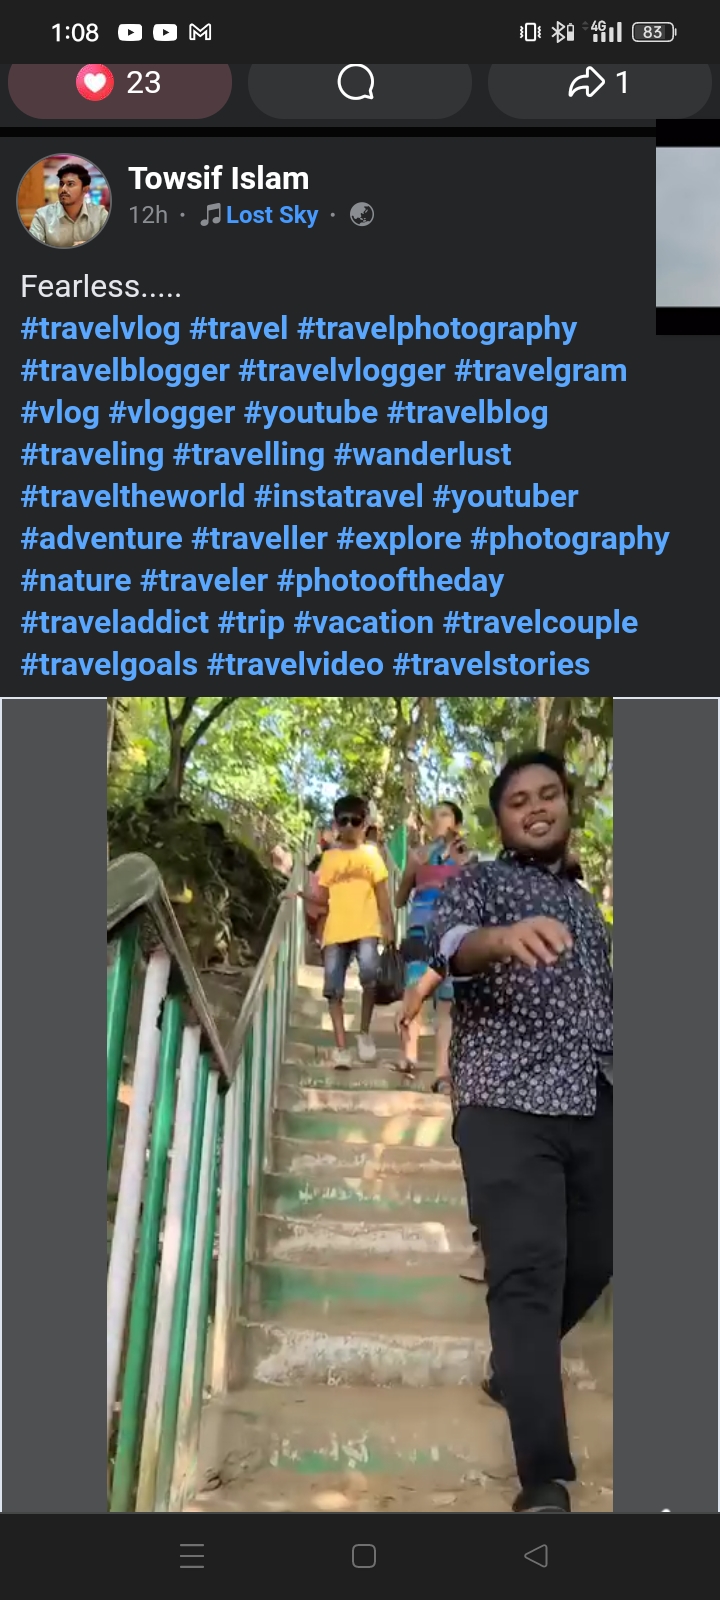 1:08
4G
83
23
1
Towsif Islam
12h · Lost Sky ·
Fearless.....
#travelvlog #travel #travelphotography
#travelblogger #travelvlogger #travelgram
#vlog #vlogger #youtube #travelblog
#traveling #travelling #wanderlust
#traveltheworld #instatravel #youtuber
#adventure #traveller #explore #photography
#nature #traveler #photooftheday
#traveladdict #trip #vacation #travelcouple
#travelgoals #travelvideo #travelstories